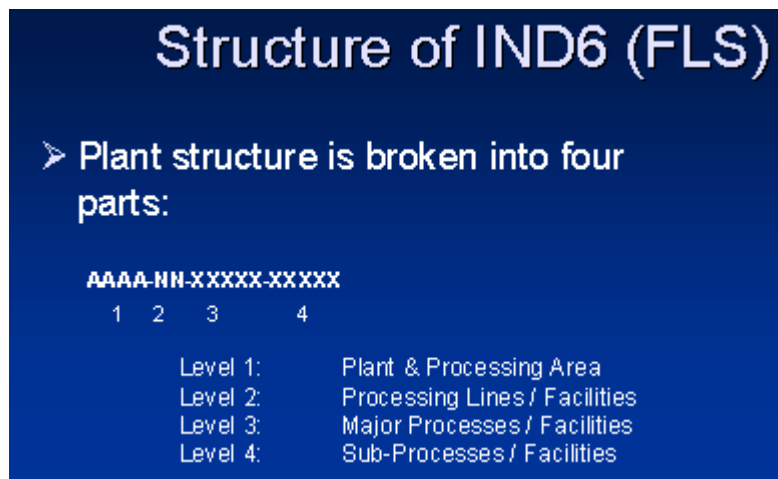 Structure of IND6 (FLS)
➢ Plant structure is broken into four
parts:
AAAA-NN-XXXXX-XXXXX
1 2 3 4
Level 1: Plant & Processing Area
Level 2: Processing Lines / Facilities
Level 3: Major Processes / Facilities
Level 4: Sub-Processes / Facilities